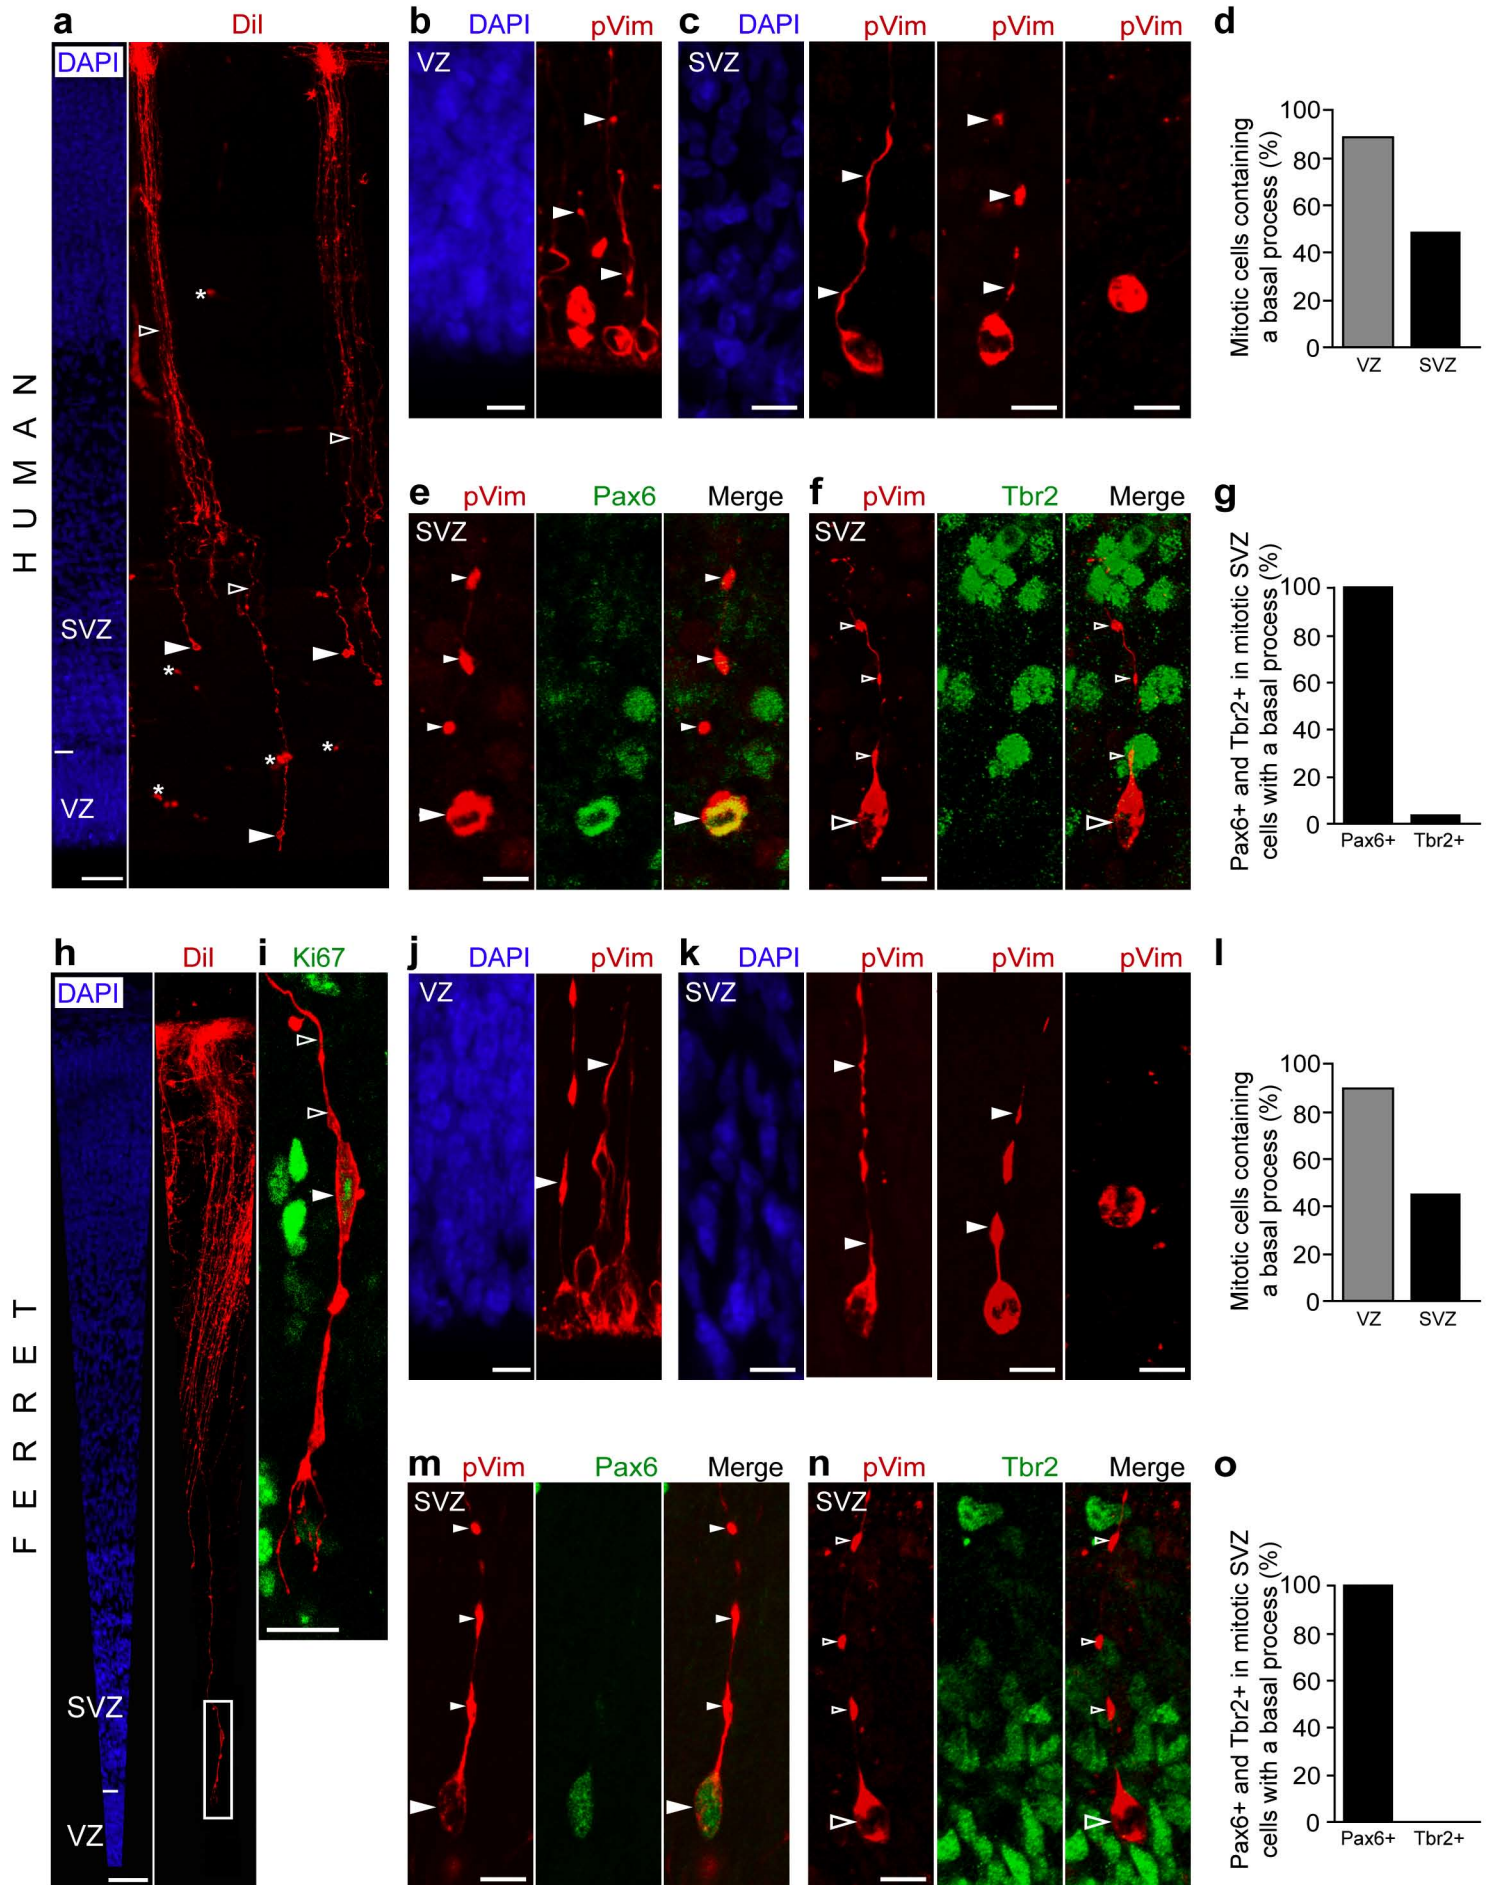 HUMAN
a
DiI
DAPI
SVZ
VZ
b
DAPI
pVim
VZ
c
DAPI
pVim
pVim
pVim
SVZ
d
Mitotic cells containing
a basal process (%)
100
80
60
40
20
0
VZ
SVZ
e
pVim
Pax6
Merge
SVZ
f
pVim
Tbr2
Merge
SVZ
g
Pax6+ and Tbr2+ in mitotic SVZ
cells with a basal process (%)
100
80
60
40
20
0
Pax6+
Tbr2+
FERRET
h
DiI
DAPI
SVZ
VZ
i
Ki67
j
DAPI
pVim
VZ
k
DAPI
pVim
pVim
pVim
SVZ
l
Mitotic cells containing
a basal process (%)
100
80
60
40
20
0
VZ
SVZ
m
pVim
Pax6
Merge
SVZ
n
pVim
Tbr2
Merge
SVZ
o
Pax6+ and Tbr2+ in mitotic SVZ
cells with a basal process (%)
100
80
60
40
20
0
Pax6+
Tbr2+